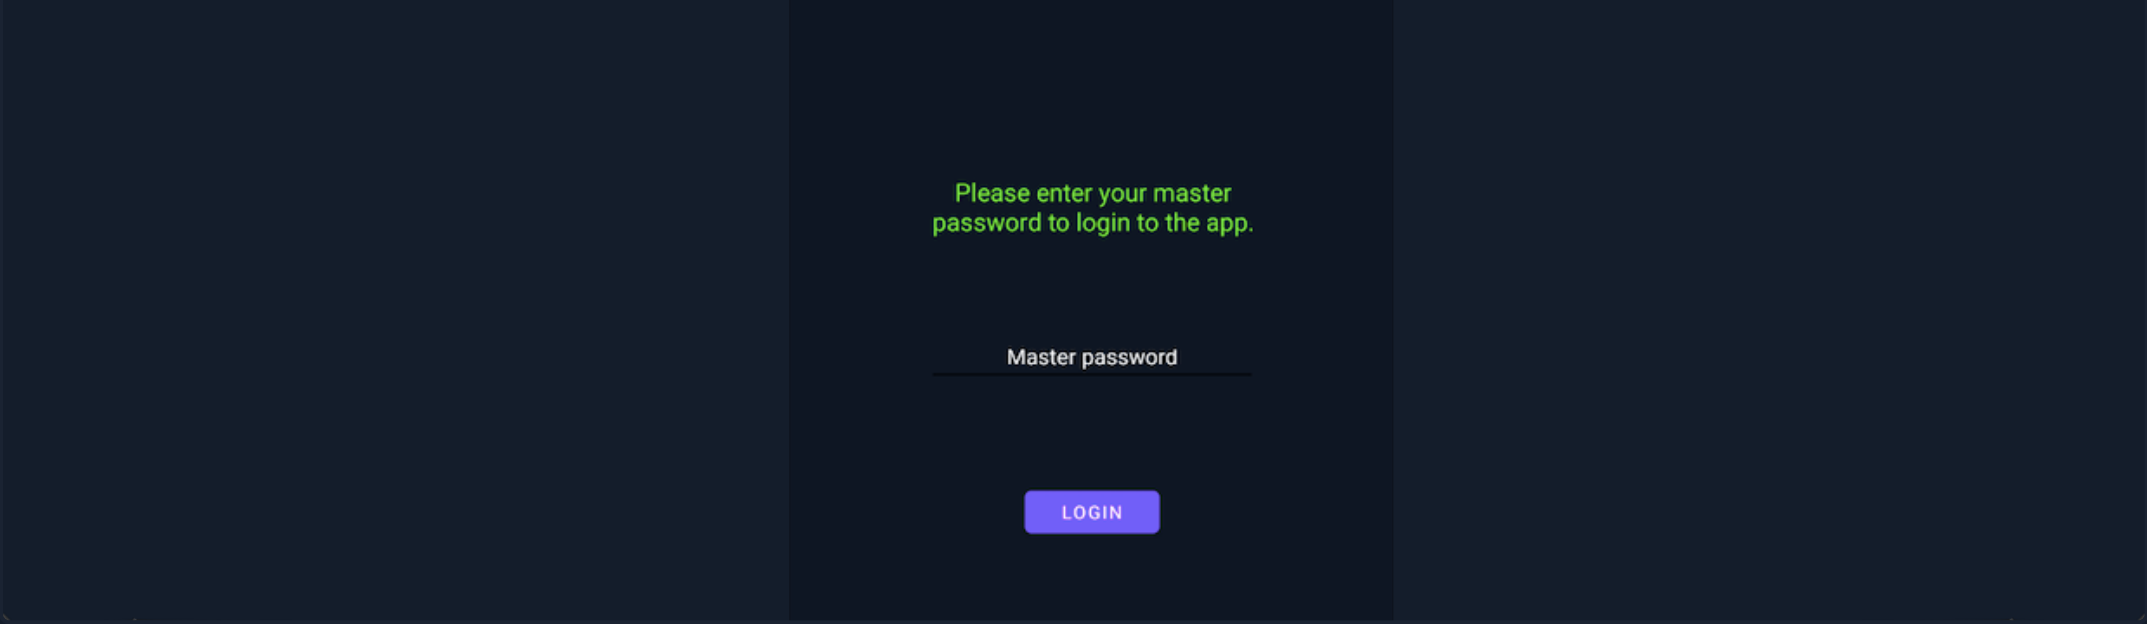 Please enter your master
password to login to the app.
Master password
LOGIN